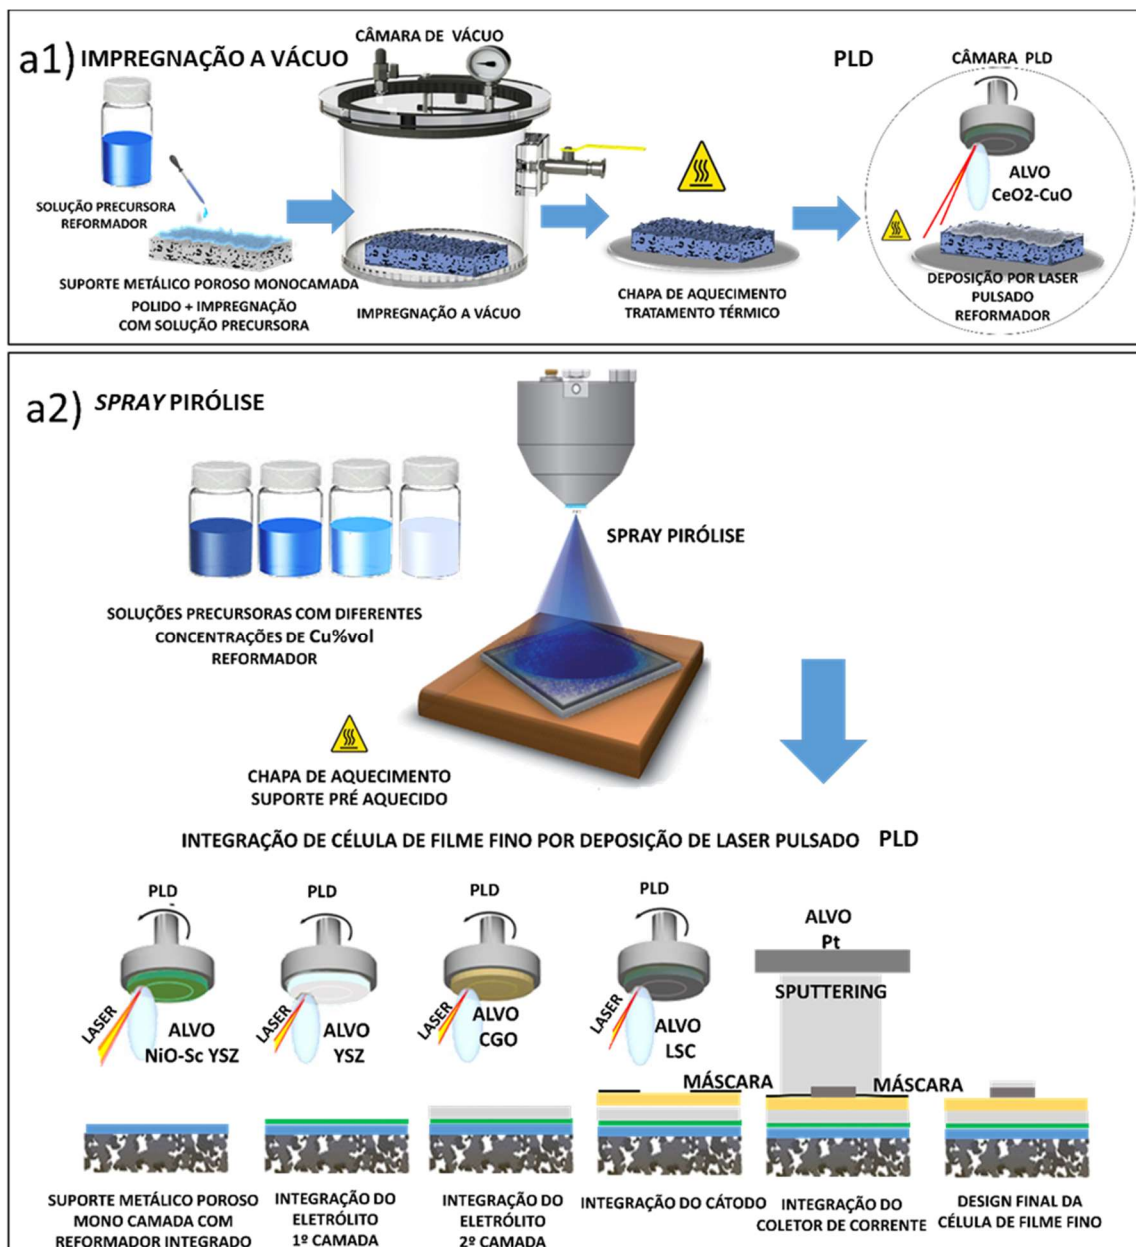 a1) IMPREGNAÇÃO A VÁCUO
CÂMARA DE VÁCUO
PLD
CÂMARA PLD
SOLUÇÃO PRECURSORA
REFORMADOR
SUPORTE METÁLICO POROSO MONOCAMADA
POLIDO + IMPREGNAÇÃO
COM SOLUÇÃO PRECURSORA
IMPREGNAÇÃO A VÁCUO
CHAPA DE AQUECIMENTO
TRATAMENTO TÉRMICO
ALVO
CeO2-CuO
DEPOSIÇÃO POR LASER
PULSADO
REFORMADOR
a2) SPRAY PIRÓLISE
SPRAY PIRÓLISE
SOLUÇÕES PRECURSORAS COM DIFERENTES
CONCENTRAÇÕES DE Cu%vol
REFORMADOR
CHAPA DE AQUECIMENTO
SUPORTE PRÉ AQUECIDO
INTEGRAÇÃO DE CÉLULA DE FILME FINO POR DEPOSIÇÃO DE LASER PULSADO PLD
PLD
LASER
ALVO
NiO-Sc YSZ
PLD
LASER
ALVO
YSZ
PLD
LASER
ALVO
CGO
PLD
LASER
ALVO
LSC
ALVO
Pt
SPUTTERING
MÁSCARA
MÁSCARA
SUPORTE METÁLICO POROSO
MONO CAMADA COM
REFORMADOR INTEGRADO
INTEGRAÇÃO DO
ELETRÓLITO
1º CAMADA
INTEGRAÇÃO DO
ELETRÓLITO
2º CAMADA
INTEGRAÇÃO DO CÁTODO
INTEGRAÇÃO DO
COLETOR DE CORRENTE
DESIGN FINAL DA
CÉLULA DE FILME FINO